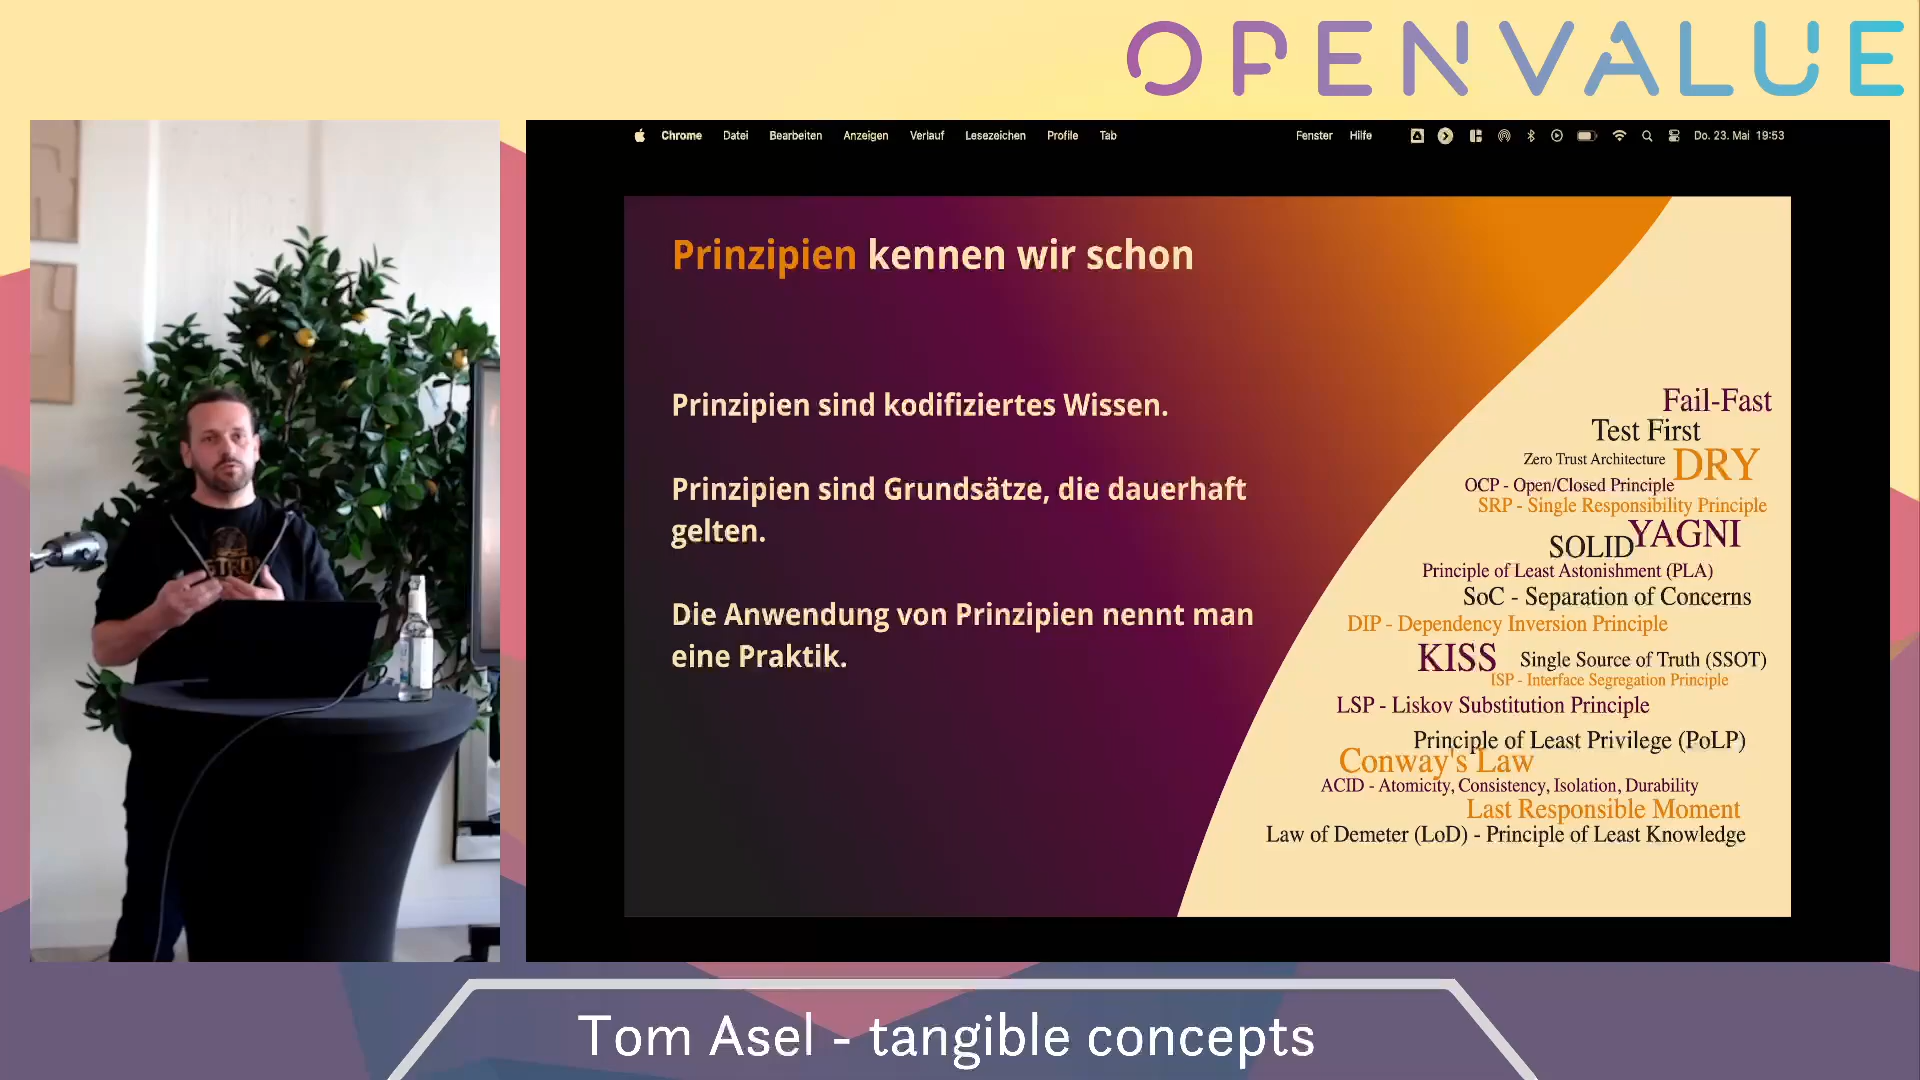 OPENVALUE
Chrome Datei Bearbeiten Anzeigen Verlauf Lesezeichen Profile Tab Fenster Hilfe Do. 23. Mai 19:53
Prinzipien kennen wir schon
Prinzipien sind kodifiziertes Wissen.
Prinzipien sind Grundsätze, die dauerhaft
gelten.
Die Anwendung von Prinzipien nennt man
eine Praktik.
Fail-Fast
Test First
Zero Trust Architecture DRY
OCP - Open/Closed Principle
SRP - Single Responsibility Principle
SOLID YAGNI
Principle of Least Astonishment (PLA)
SoC - Separation of Concerns
DIP - Dependency Inversion Principle
KISS Single Source of Truth (SSOT)
ISP - Interface Segregation Principle
LSP - Liskov Substitution Principle
Principle of Least Privilege (PoLP)
Conway's Law
ACID - Atomicity, Consistency, Isolation, Durability
Last Responsible Moment
Law of Demeter (LoD) - Principle of Least Knowledge
Tom Asel - tangible concepts